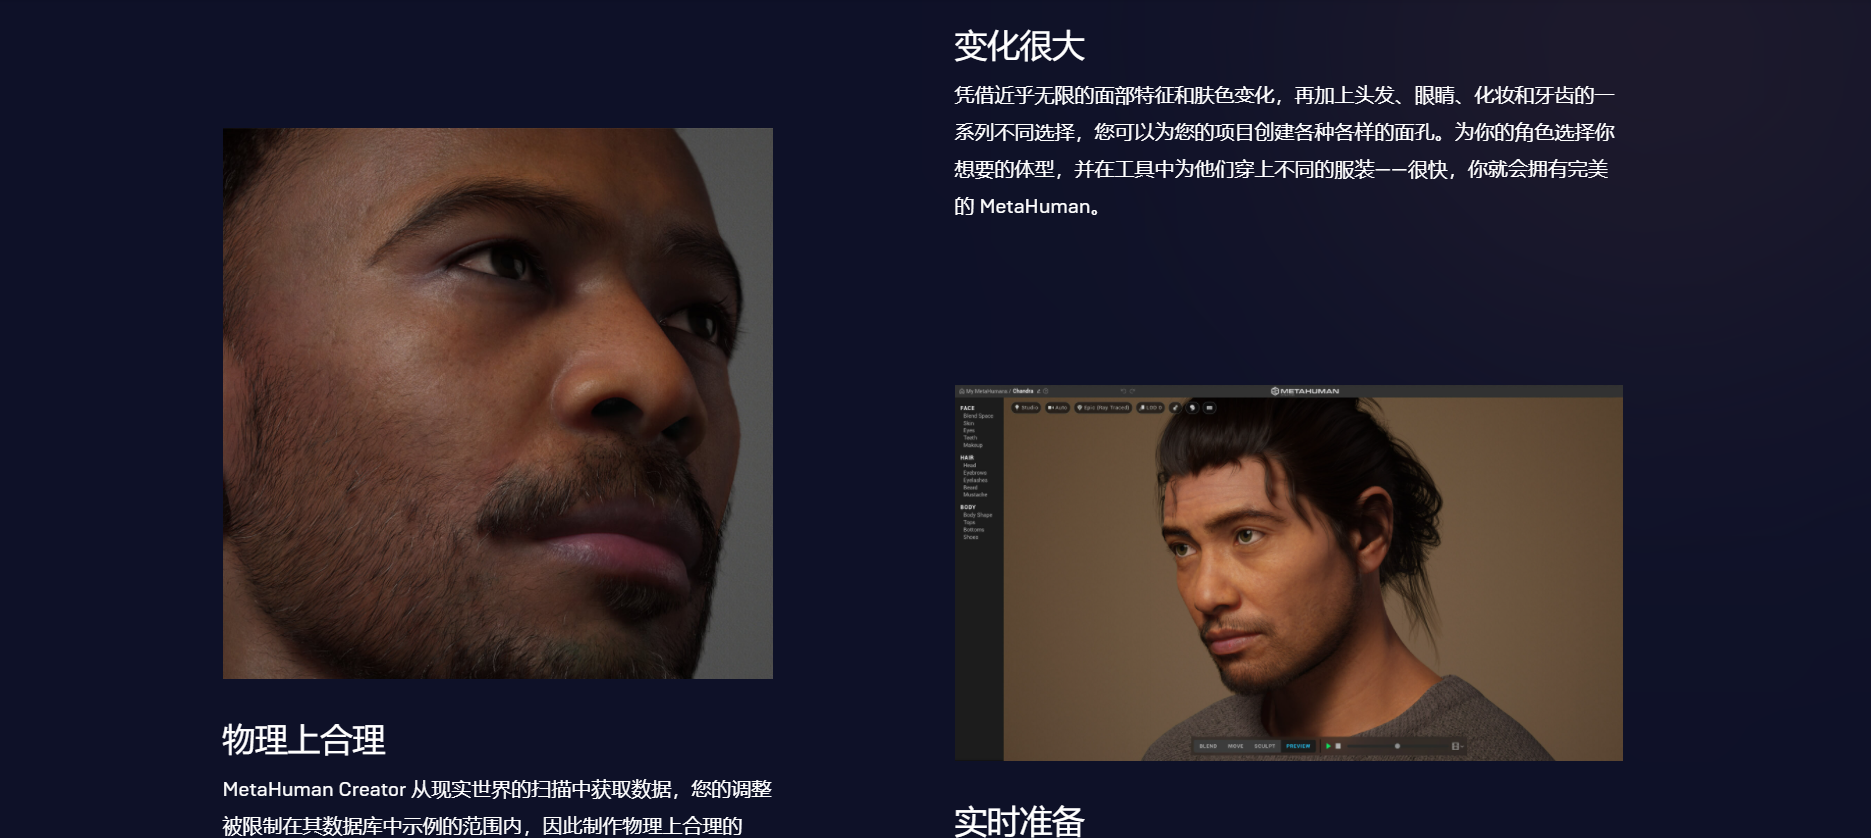 变化很大
凭借近乎无限的面部特征和肤色变化，再加上头发、眼睛、化妆和牙齿的一
系列不同选择，您可以为您的项目创建各种各样的面孔。为你的角色选择你
想要的体型，并在工具中为他们穿上不同的服装——很快，你就会拥有完美
的 MetaHuman。
物理上合理
MetaHuman Creator 从现实世界的扫描中获取数据，您的调整
被限制在其数据库中示例的范围内，因此制作物理上合理的
My MetaHumans / Chandra
METAHUMAN
Studio Auto Epic (Ray Traced) LOD 0
FACE
Blend Space
Skin
Eyes
Teeth
Makeup
HAIR
Head
Eyebrows
Eyelashes
Beard
Mustache
BODY
Body Shape
Tops
Bottoms
Shoes
BLEND MOVE SCULPT PREVIEW
实时准备